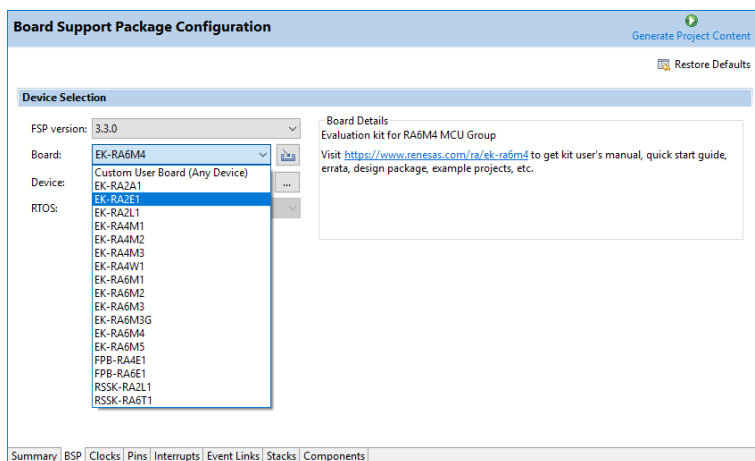 Board Support Package Configuration
Generate Project Content
Restore Defaults
Device Selection
FSP version: 3.3.0
Board: EK-RA6M4
Device: ...
RTOS:
Custom User Board (Any Device)
EK-RA2A1
EK-RA2E1
EK-RA2L1
EK-RA4M1
EK-RA4M2
EK-RA4M3
EK-RA4W1
EK-RA6M1
EK-RA6M2
EK-RA6M3
EK-RA6M3G
EK-RA6M4
EK-RA6M5
FPB-RA4E1
FPB-RA6E1
RSSK-RA2L1
RSSK-RA6T1
Board Details
Evaluation kit for RA6M4 MCU Group
Visit https://www.renesas.com/ra/ek-ra6m4 to get kit user's manual, quick start guide,
errata, design package, example projects, etc.
Summary BSP Clocks Pins Interrupts Event Links Stacks Components